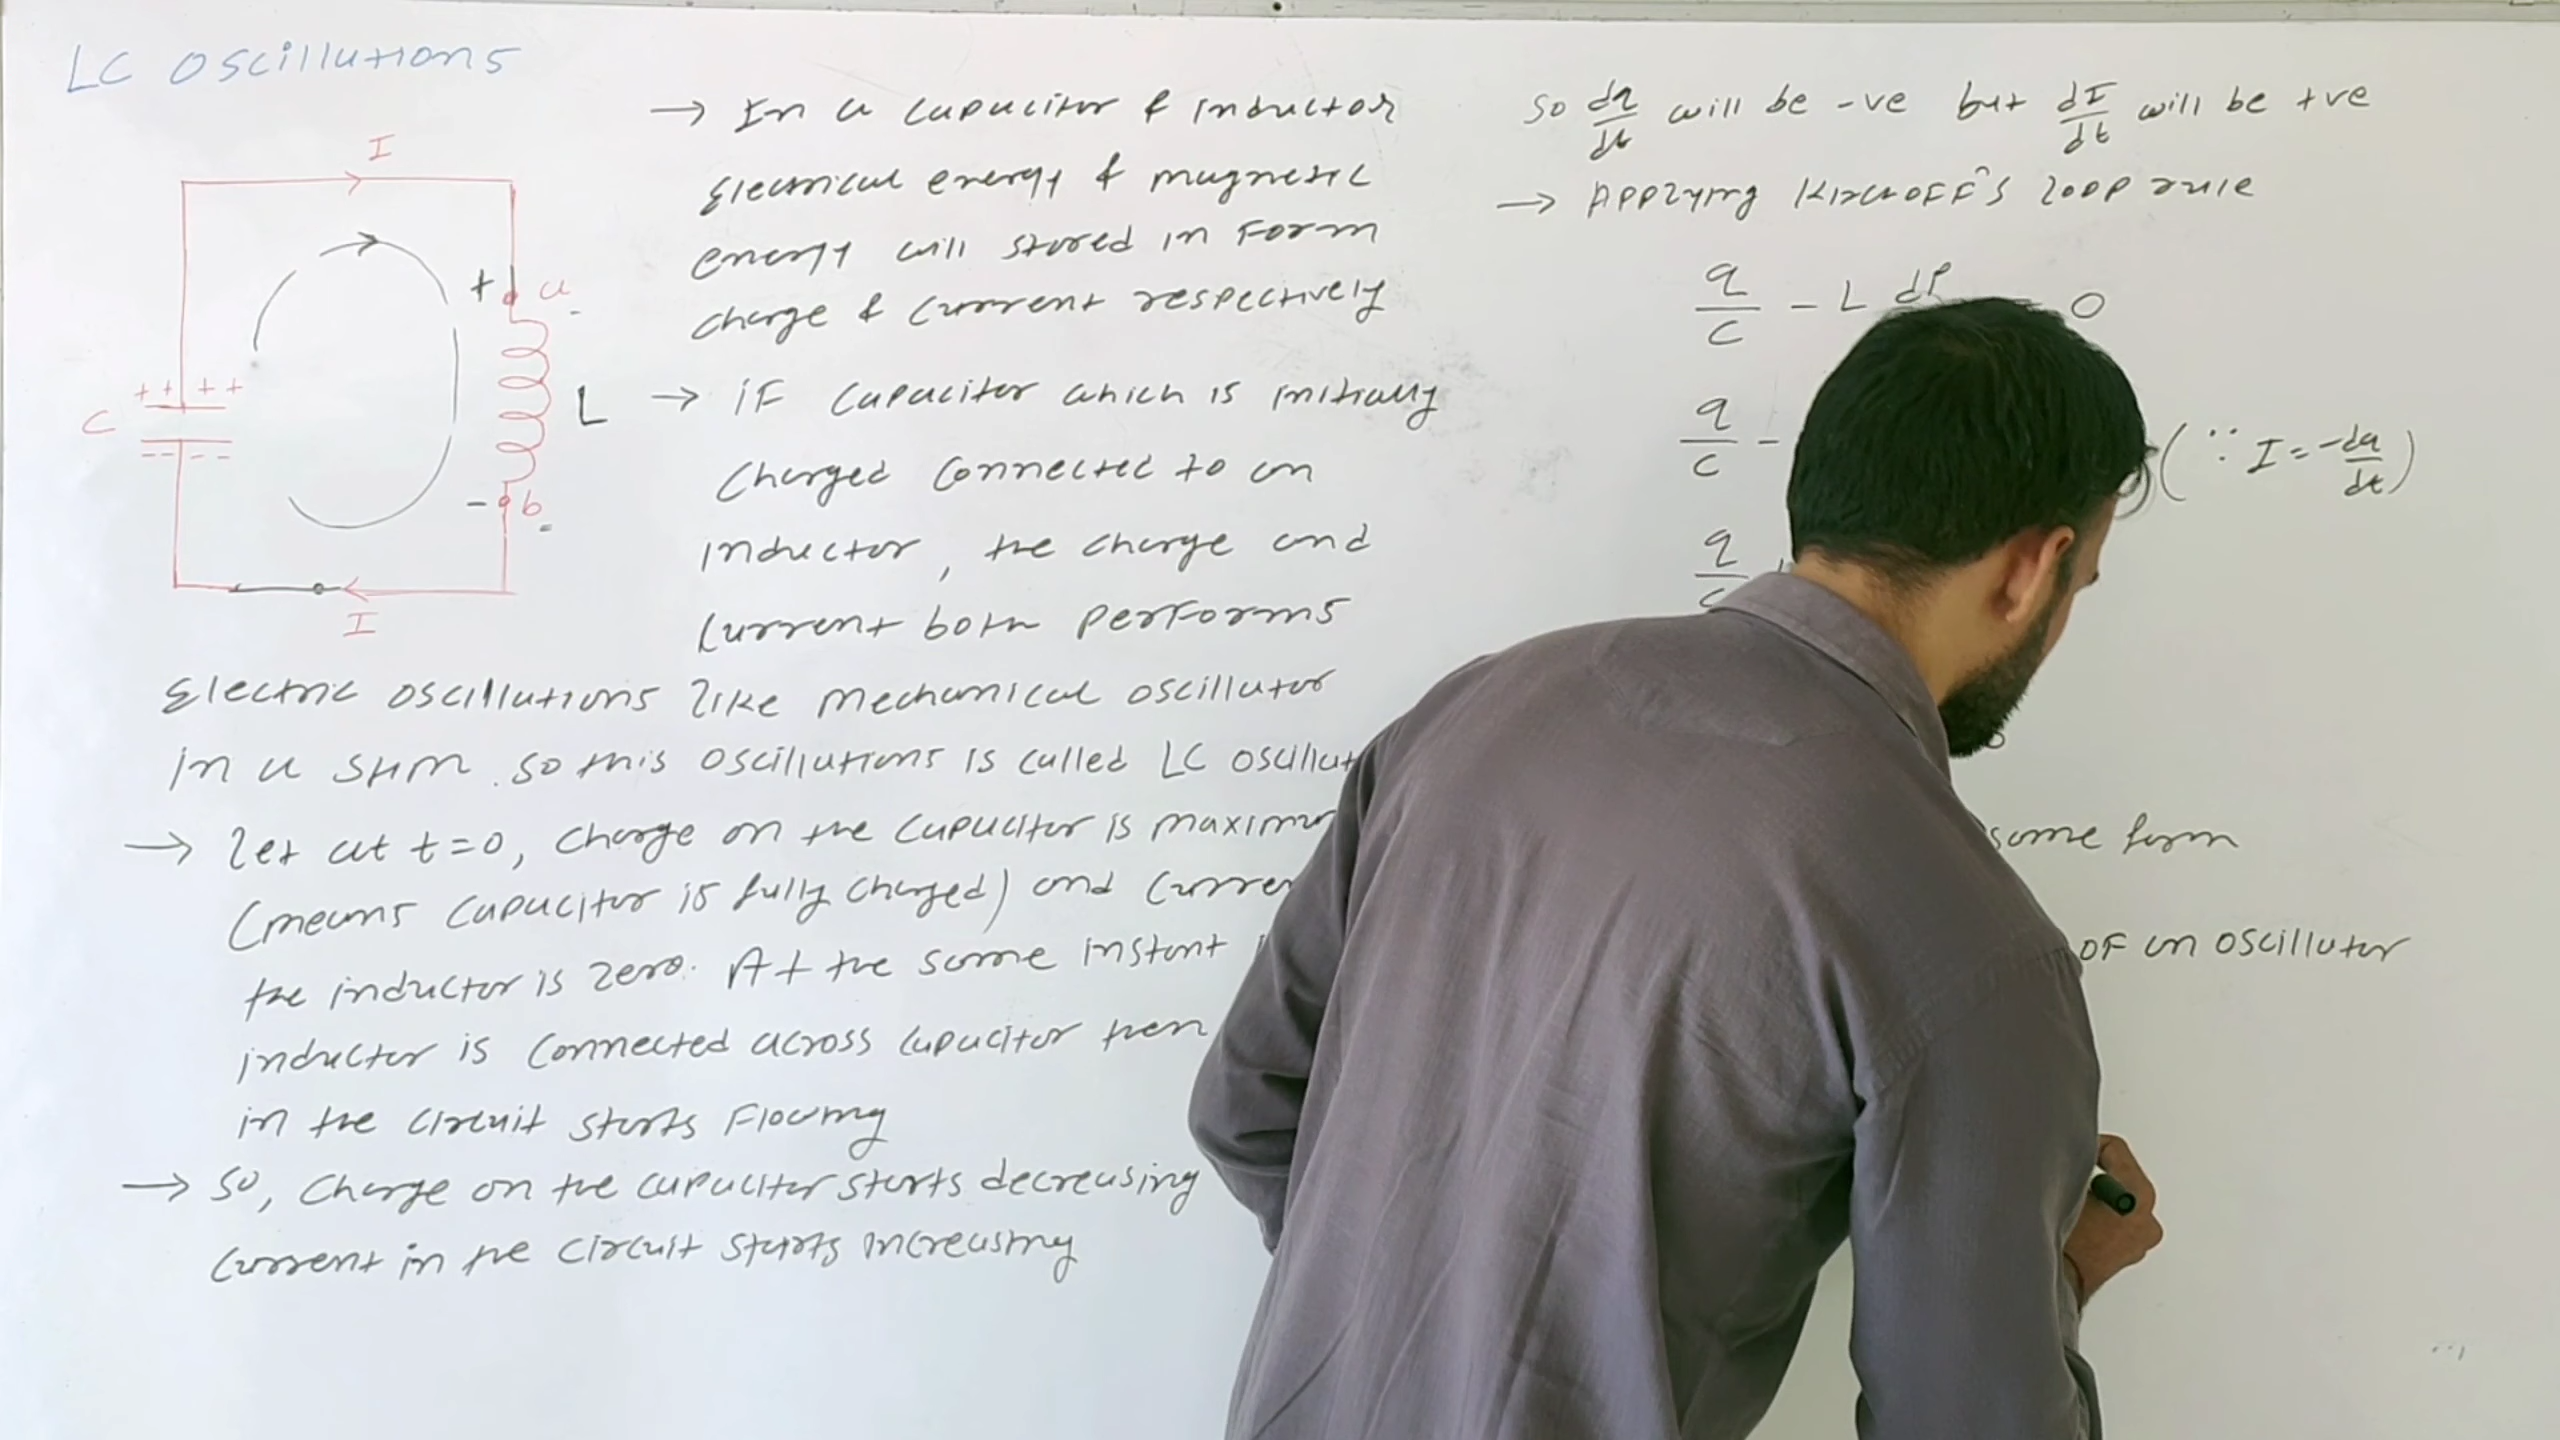 LC Oscillations
I
+ a
+ + + +
C
L
- - - -
- b
I
→ In a capacitor & inductor
Electrical energy & magnetic
energy will stored in form
charge & current respectively
→ if capacitor which is initially
charged connected to an
inductor, the charge and
current both performs
Electric oscillations like mechanical oscillator
in a SHM. so this oscillations is called LC oscillat
→ let at t=0, charge on the capacitor is maximu
(means capacitor is fully charged) and curren
the inductor is zero. At the same instant
inductor is connected across capacitor then
in the circuit starts flowing
→ so, charge on the capacitor starts decreasing
current in the circuit starts increasing
so dq/dt will be -ve but dI/dt will be +ve
→ Applying Kirchoff's loop rule
q/C - L dI 0
q/C - (∵ I = -dq/dt)
q/C
same form
of an oscillator